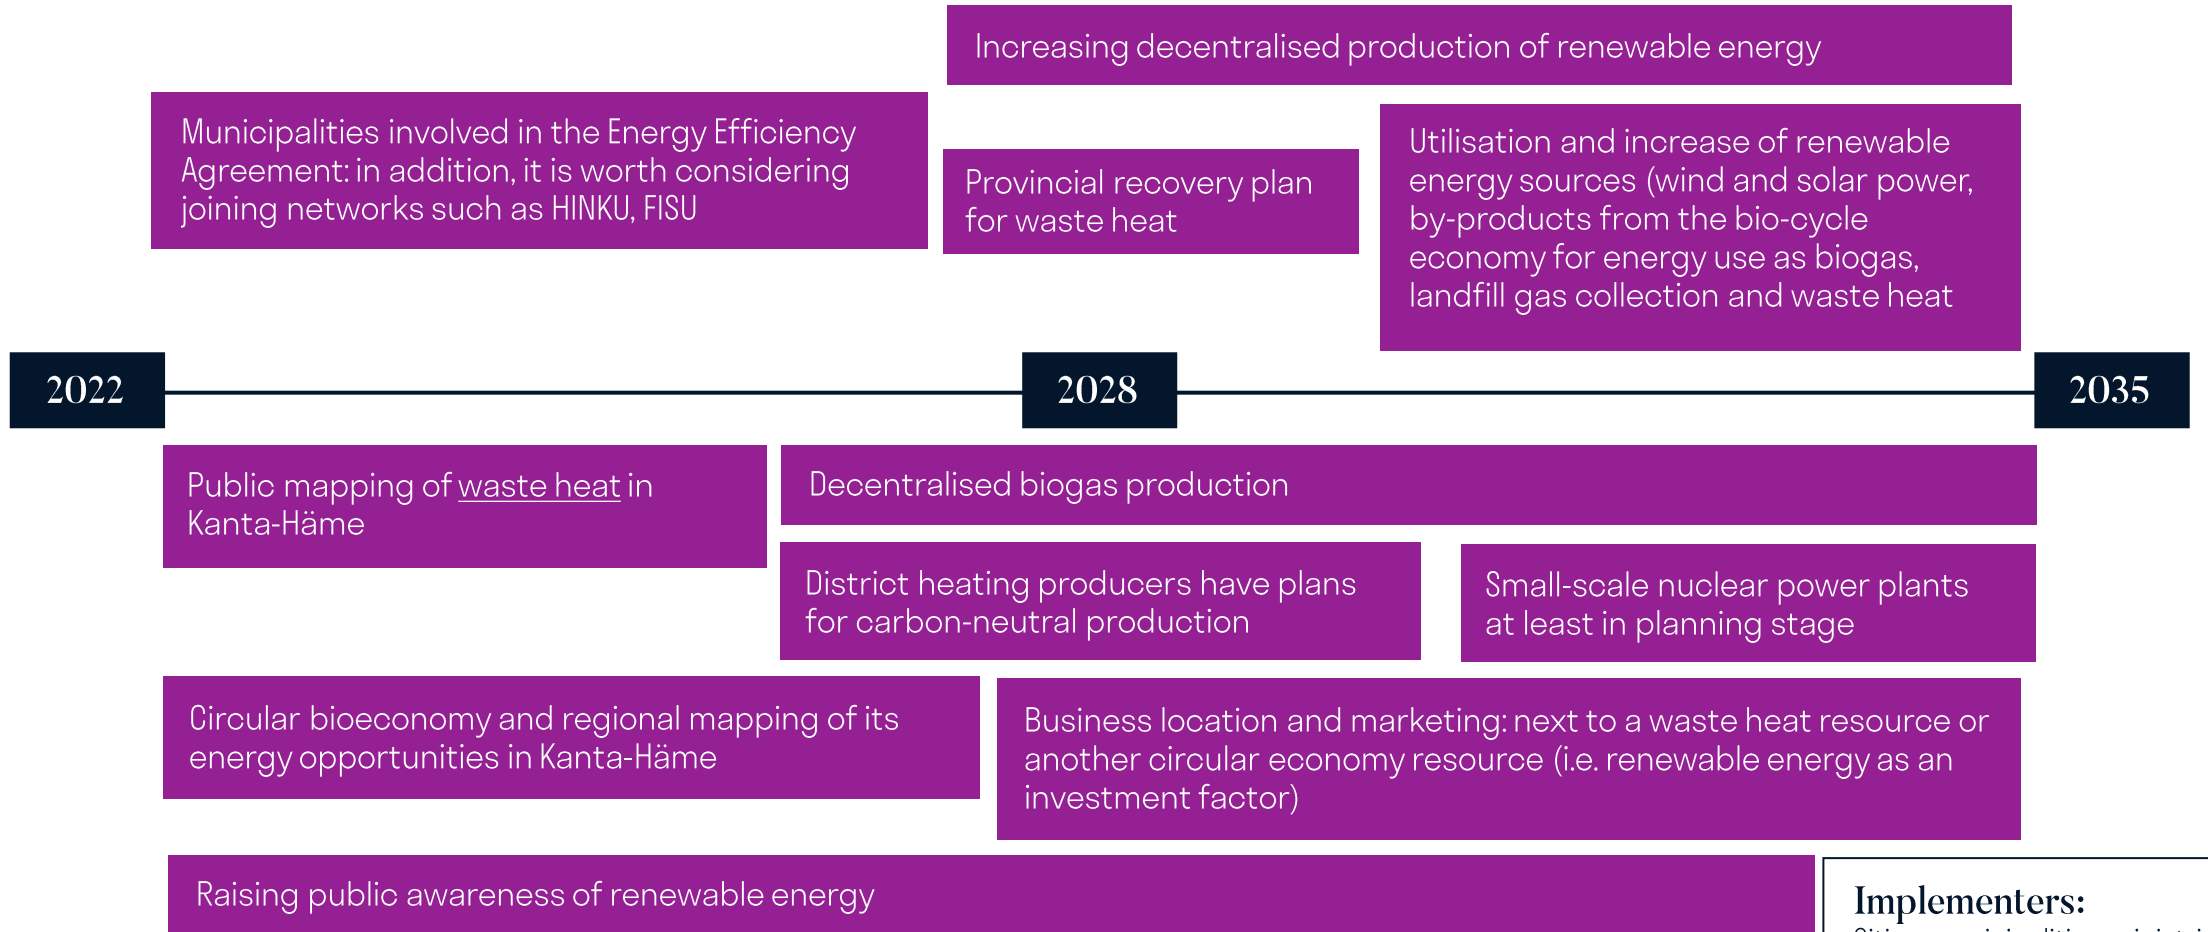 Increasing decentralised production of renewable energy
Municipalities involved in the Energy Efficiency
Agreement: in addition, it is worth considering
joining networks such as HINKU, FISU
Provincial recovery plan
for waste heat
Utilisation and increase of renewable
energy sources (wind and solar power,
by-products from the bio-cycle
economy for energy use as biogas,
landfill gas collection and waste heat
2022
2028
2035
Public mapping of waste heat in
Kanta-Häme
Decentralised biogas production
District heating producers have plans
for carbon-neutral production
Small-scale nuclear power plants
at least in planning stage
Circular bioeconomy and regional mapping of its
energy opportunities in Kanta-Häme
Business location and marketing: next to a waste heat resource or
another circular economy resource (i.e. renewable energy as an
investment factor)
Raising public awareness of renewable energy
Implementers: